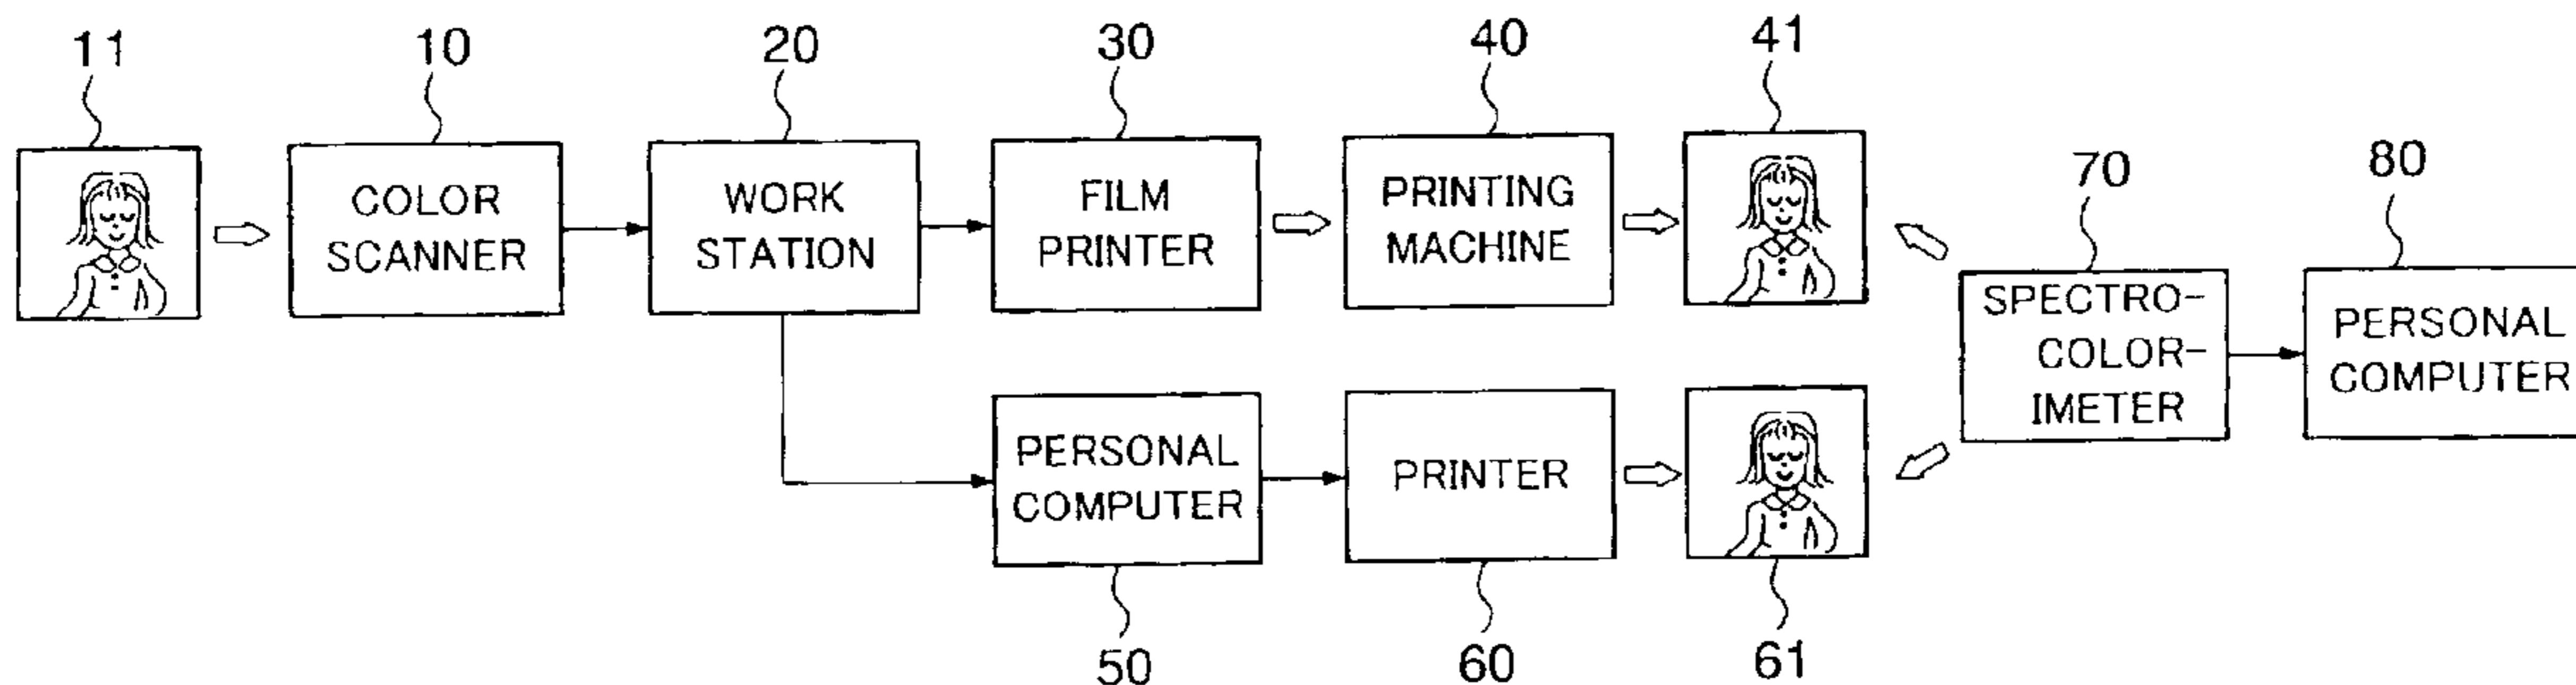 11
10
20
30
40
41
70
80
COLOR
SCANNER
WORK
STATION
FILM
PRINTER
PRINTING
MACHINE
SPECTRO-
COLOR-
IMETER
PERSONAL
COMPUTER
PERSONAL
COMPUTER
PRINTER
50
60
61